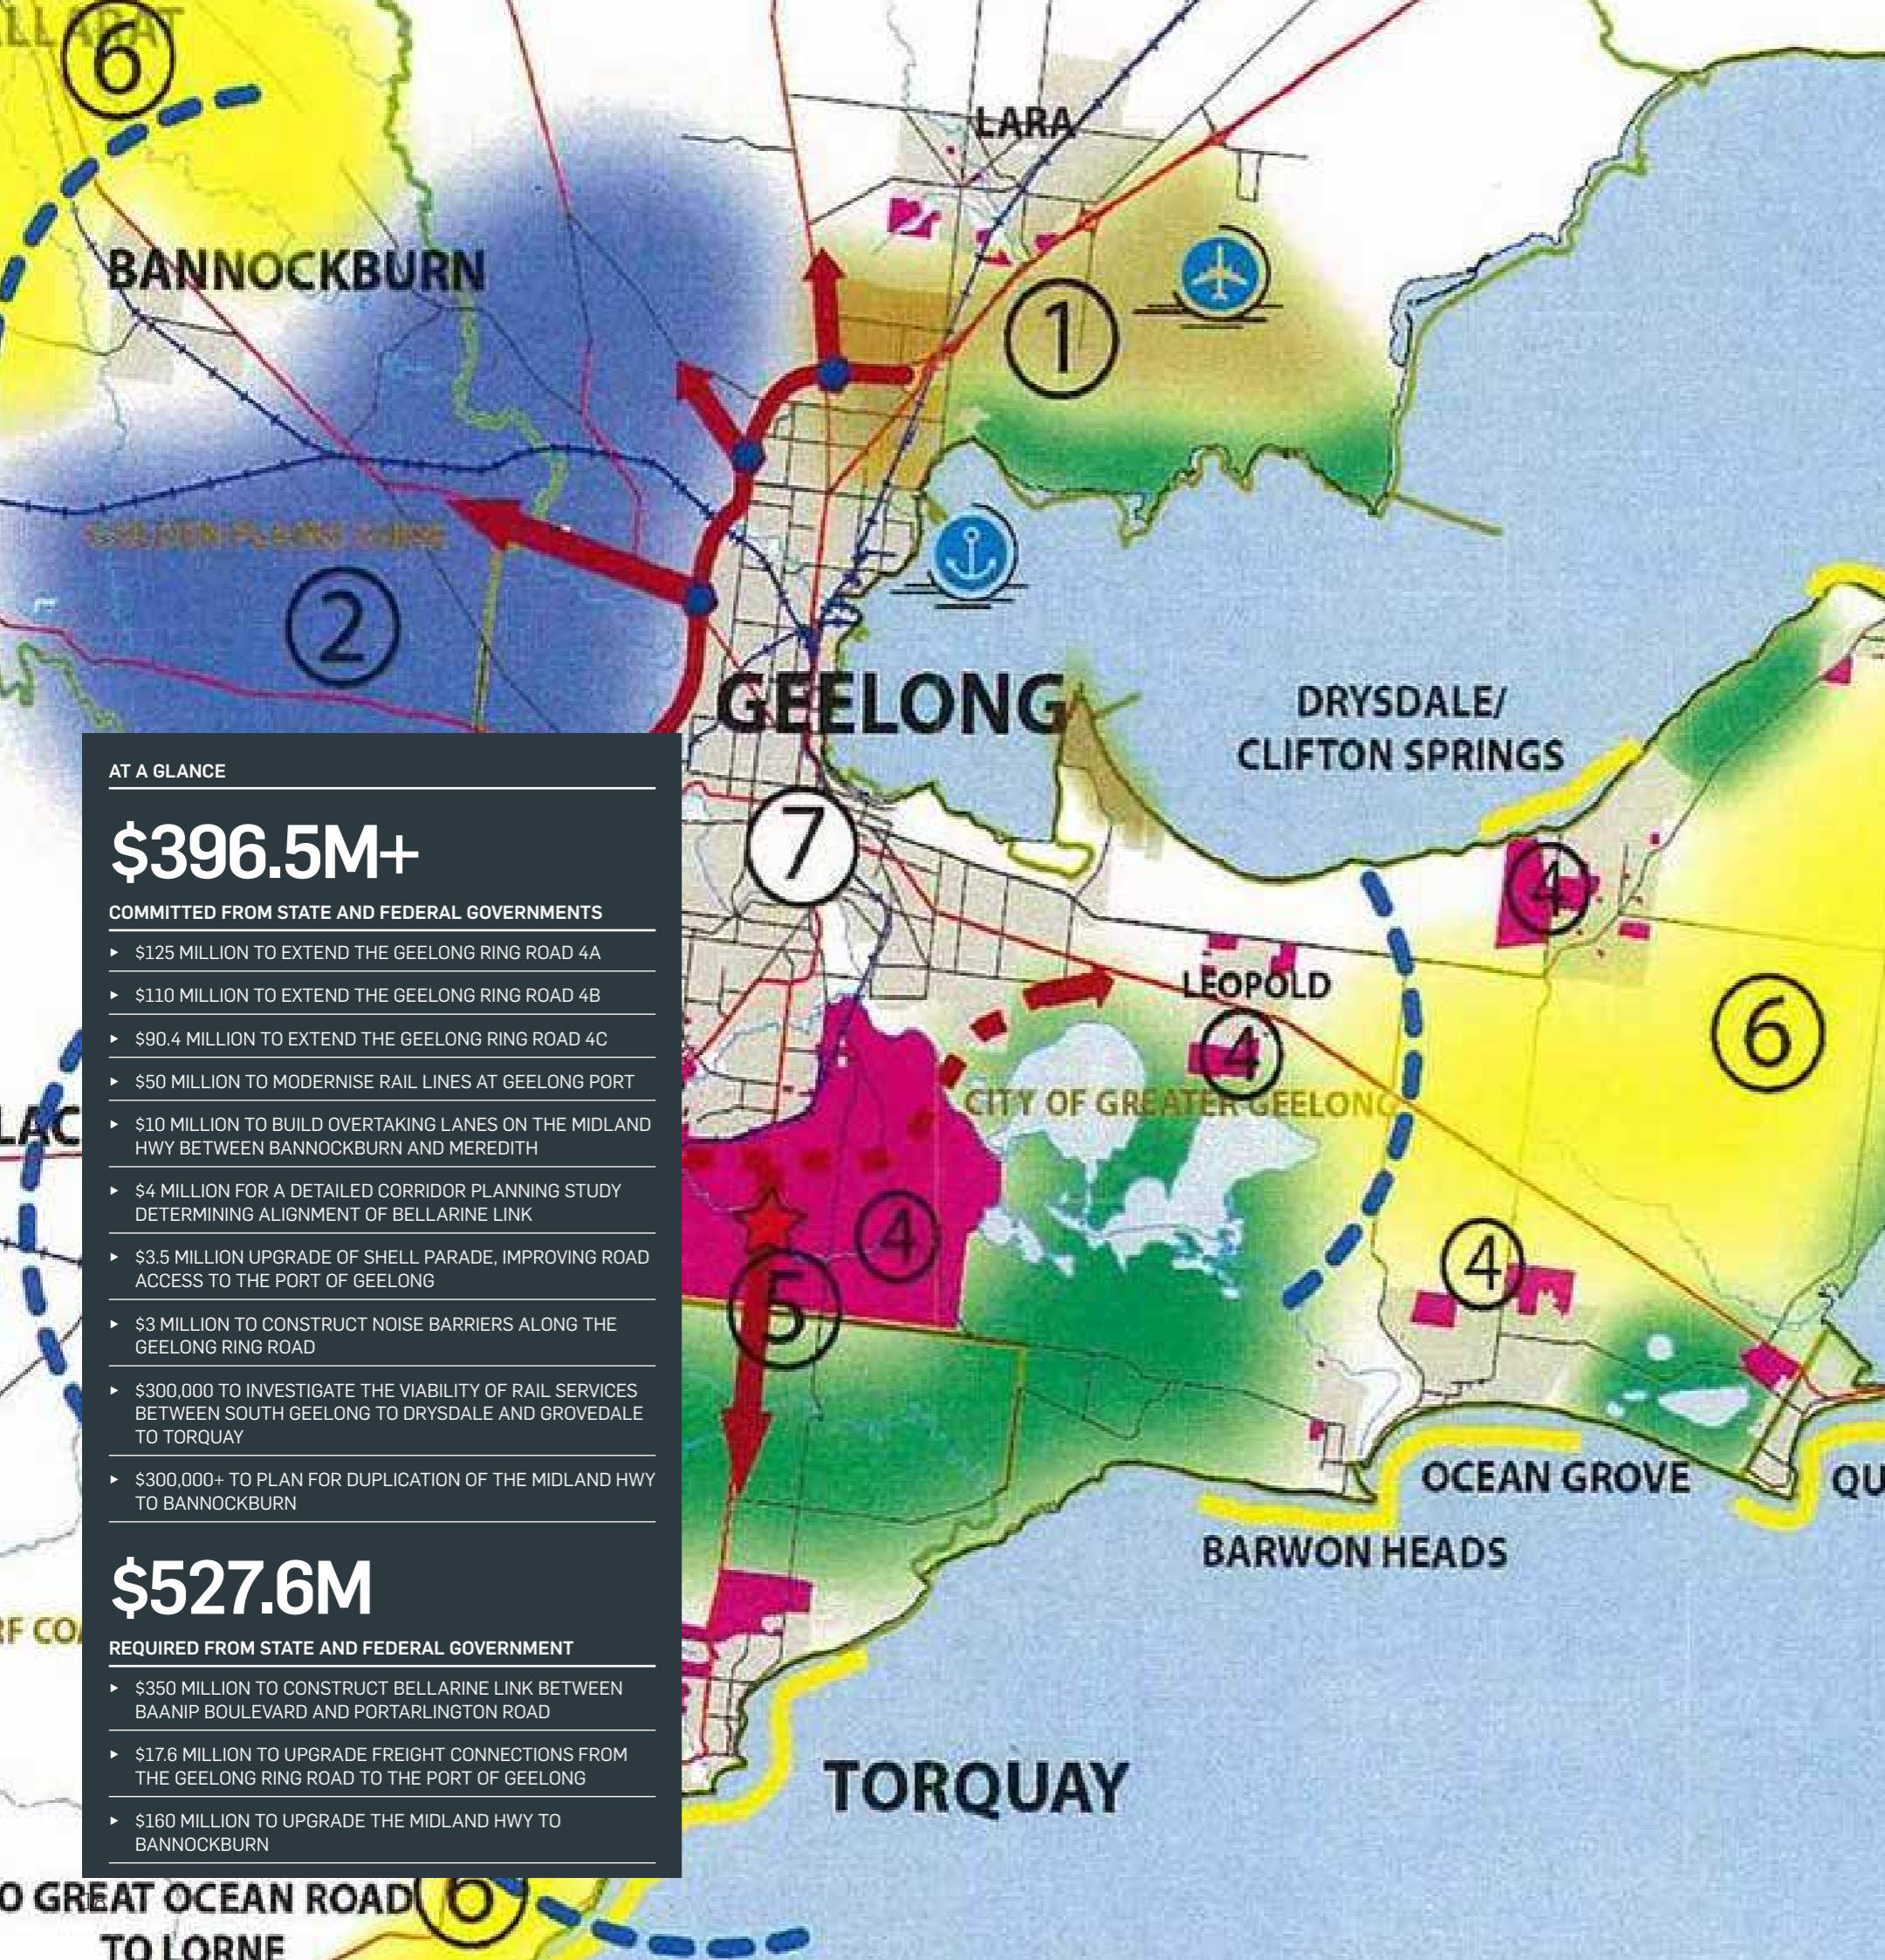 6
LARA
BANNOCKBURN
1
2
GEELONG
DRYSDALE/
CLIFTON SPRINGS
7
4
LEOPOLD
4
6
CITY OF GREATER GEELONG
4
4
5
OCEAN GROVE
QU
BARWON HEADS
TORQUAY
AT A GLANCE
$396.5M+
COMMITTED FROM STATE AND FEDERAL GOVERNMENTS
▸ $125 MILLION TO EXTEND THE GEELONG RING ROAD 4A
▸ $110 MILLION TO EXTEND THE GEELONG RING ROAD 4B
▸ $90.4 MILLION TO EXTEND THE GEELONG RING ROAD 4C
▸ $50 MILLION TO MODERNISE RAIL LINES AT GEELONG PORT
▸ $10 MILLION TO BUILD OVERTAKING LANES ON THE MIDLAND
HWY BETWEEN BANNOCKBURN AND MEREDITH
▸ $4 MILLION FOR A DETAILED CORRIDOR PLANNING STUDY
DETERMINING ALIGNMENT OF BELLARINE LINK
▸ $3.5 MILLION UPGRADE OF SHELL PARADE, IMPROVING ROAD
ACCESS TO THE PORT OF GEELONG
▸ $3 MILLION TO CONSTRUCT NOISE BARRIERS ALONG THE
GEELONG RING ROAD
▸ $300,000 TO INVESTIGATE THE VIABILITY OF RAIL SERVICES
BETWEEN SOUTH GEELONG TO DRYSDALE AND GROVEDALE
TO TORQUAY
▸ $300,000+ TO PLAN FOR DUPLICATION OF THE MIDLAND HWY
TO BANNOCKBURN
$527.6M
REQUIRED FROM STATE AND FEDERAL GOVERNMENT
▸ $350 MILLION TO CONSTRUCT BELLARINE LINK BETWEEN
BAANIP BOULEVARD AND PORTARLINGTON ROAD
▸ $17.6 MILLION TO UPGRADE FREIGHT CONNECTIONS FROM
THE GEELONG RING ROAD TO THE PORT OF GEELONG
▸ $160 MILLION TO UPGRADE THE MIDLAND HWY TO
BANNOCKBURN
O GREAT OCEAN ROAD
TO LORNE
6